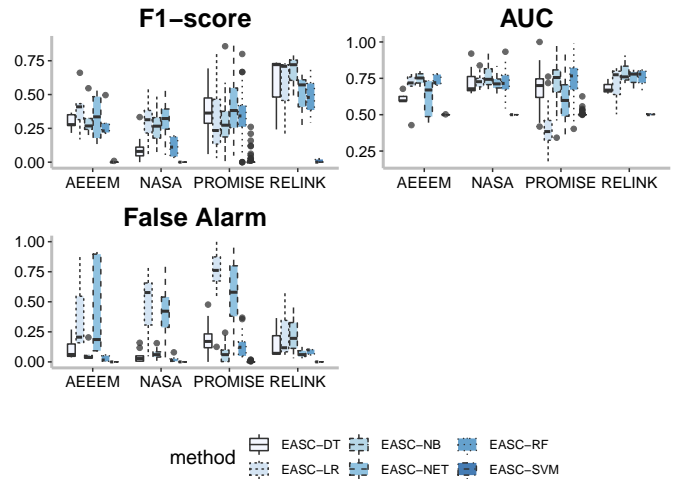 F1−score
0.75
0.50
0.25
0.00
AEEEM NASA PROMISE RELINK
AUC
1.00
0.75
0.50
0.25
AEEEM NASA PROMISE RELINK
False Alarm
1.00
0.75
0.50
0.25
0.00
AEEEM NASA PROMISE RELINK
method
EASC−DT EASC−NB EASC−RF
EASC−LR EASC−NET EASC−SVM